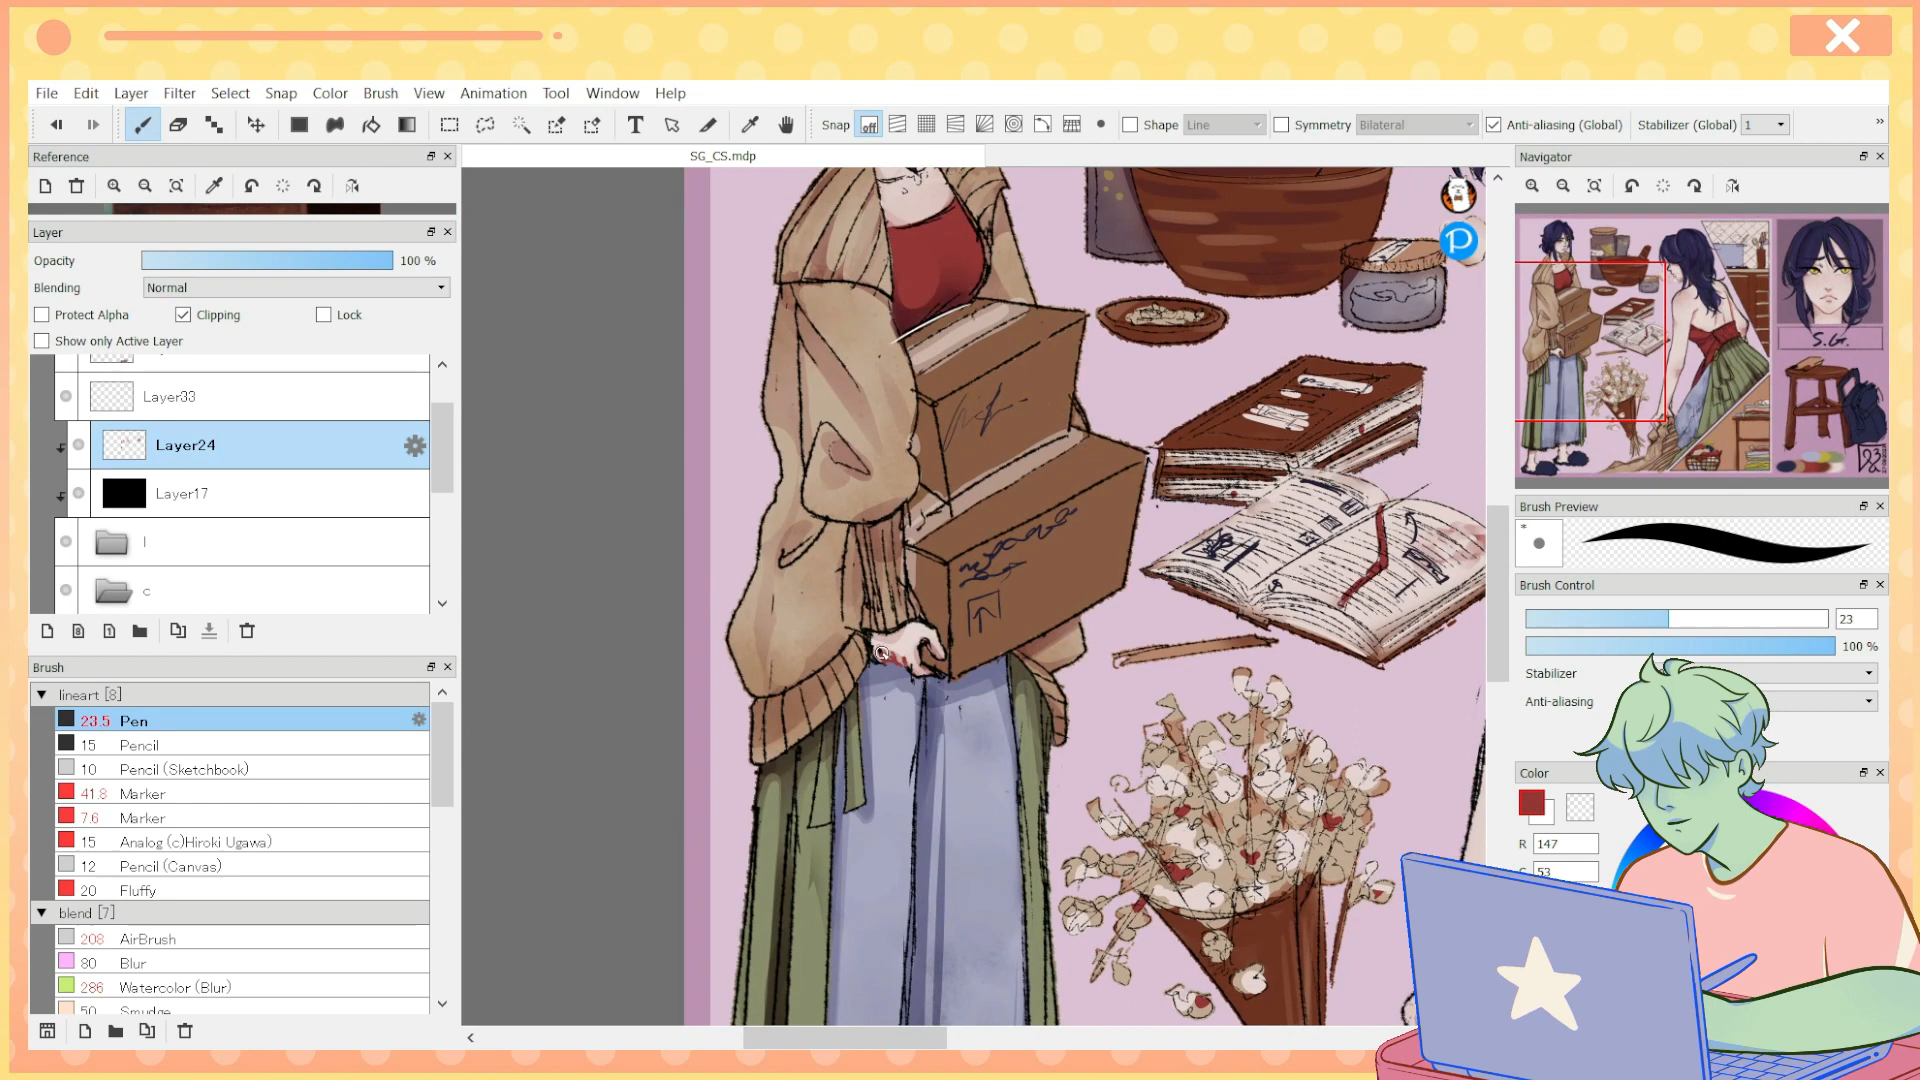 File Edit Layer Filter Select Snap Color Brush View Animation Tool Window Help
Snap off Shape Line Symmetry Bilateral Anti-aliasing (Global) Stabilizer (Global) 1
Reference
SG_CS.mdp
Navigator
Layer
Opacity 100 %
Blending Normal
Protect Alpha Clipping Lock
Show only Active Layer
Layer33
Layer24
Layer17
l
c
S.G.
Brush Preview
Brush Control
23
100 %
Stabilizer
Anti-aliasing
Brush
lineart [8]
23.5 Pen
15 Pencil
10 Pencil (Sketchbook)
41.8 Marker
7.6 Marker
15 Analog (c)Hiroki Ugawa)
12 Pencil (Canvas)
20 Fluffy
blend [7]
208 AirBrush
80 Blur
286 Watercolor (Blur)
50 Smudge
Color
R 147
G 53